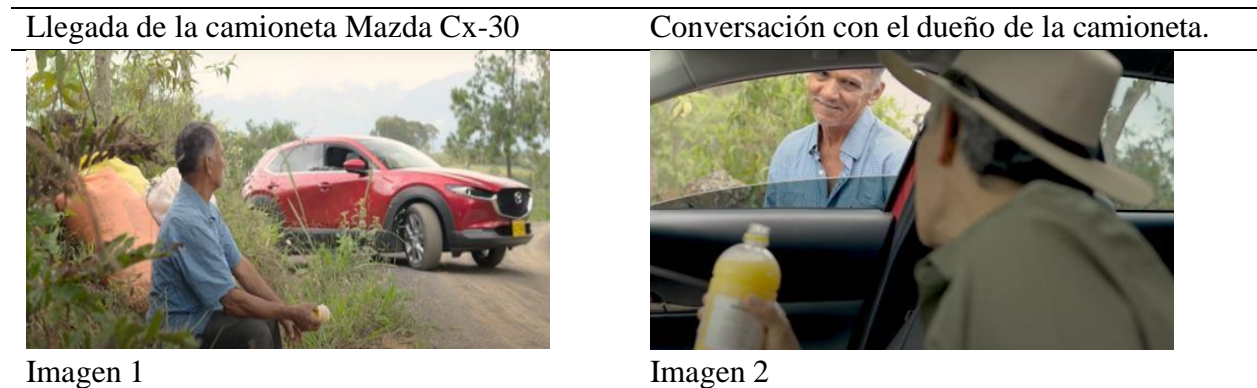 Llegada de la camioneta Mazda Cx-30
Conversación con el dueño de la camioneta.
Imagen 1
Imagen 2